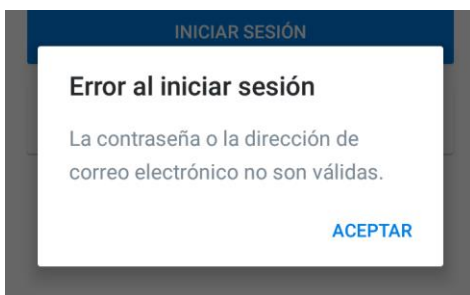 INICIAR SESIÓN
Error al iniciar sesión
La contraseña o la dirección de
correo electrónico no son válidas.
ACEPTAR